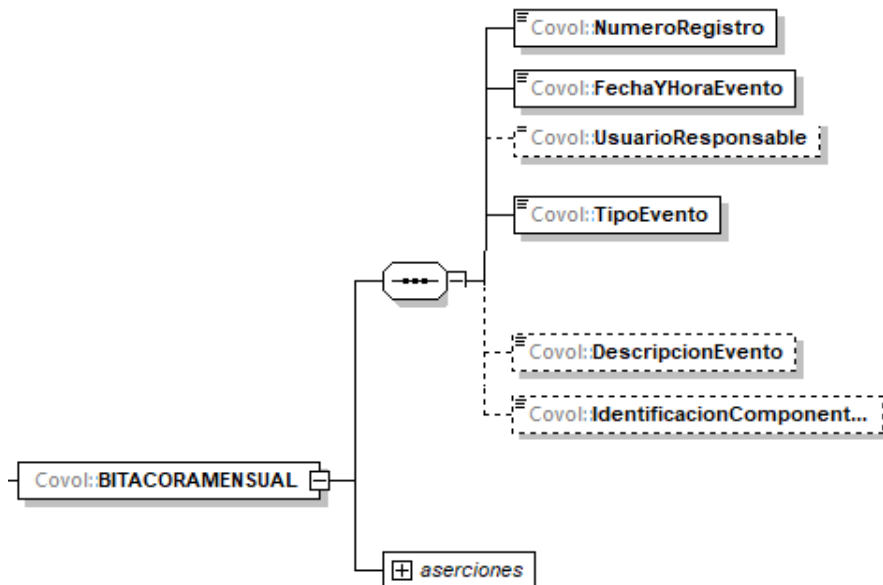 Covol::NumeroRegistro
Covol::FechaYHoraEvento
Covol::UsuarioResponsable
Covol::TipoEvento
Covol::DescripcionEvento
Covol::IdentificacionComponent...
Covol::BITACORAMENSUAL
aserciones